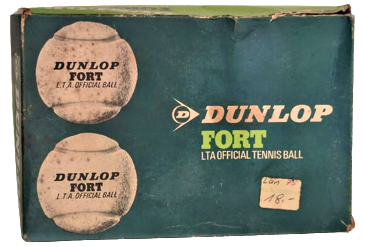 DUNLOP
FORT
L.T.A. OFFICIAL BALL
DUNLOP
FORT
L.T.A. OFFICIAL BALL
D DUNLOP
FORT
LTA OFFICIAL TENNIS BALL
18.-